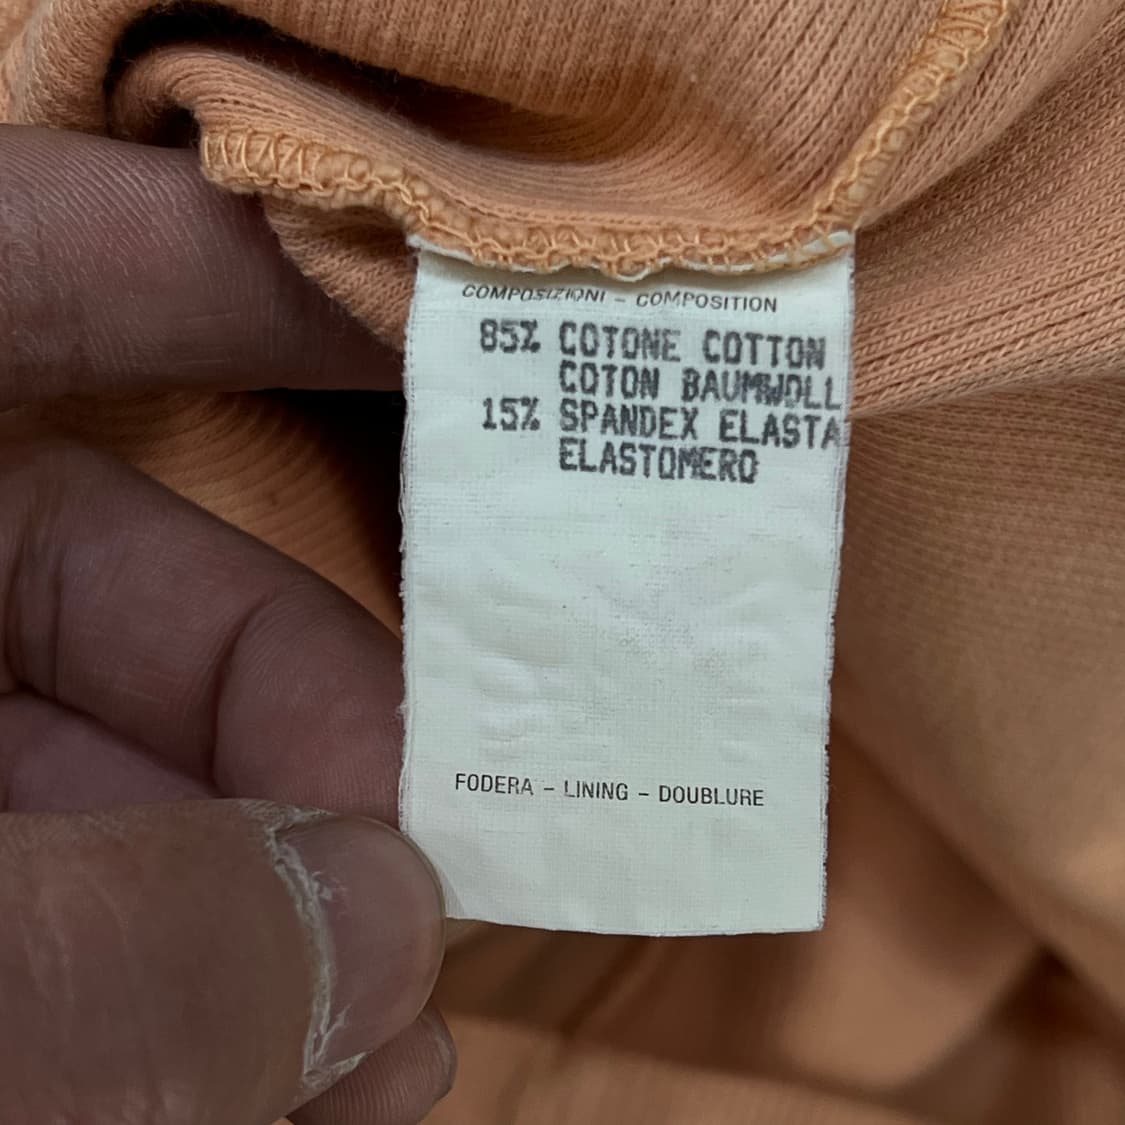 COMPOSIZIONI - COMPOSITION
85% COTONE COTTON
COTON BAUMWOLL
15% SPANDEX ELASTA
ELASTOMERO
FODERA - LINING - DOUBLURE